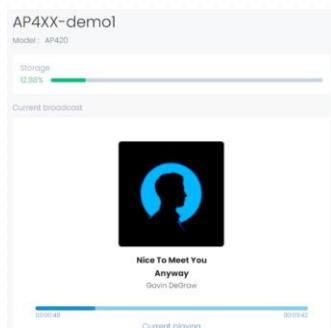 AP4XX-demo1
Model : AP420
Storage
12.86%
Current broadcast
Nice To Meet You
Anyway
Gavin DeGraw
00:00:49
00:03:42
Current playing